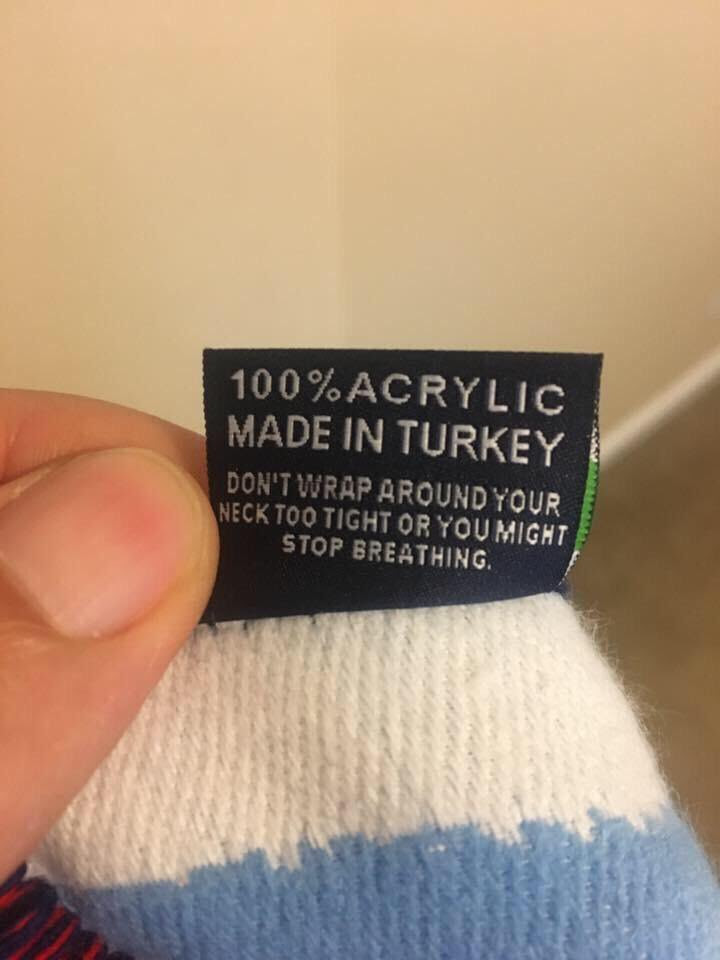 100% ACRYLIC
MADE IN TURKEY
DON'T WRAP AROUND YOUR
NECK TOO TIGHT OR YOU MIGHT
STOP BREATHING.